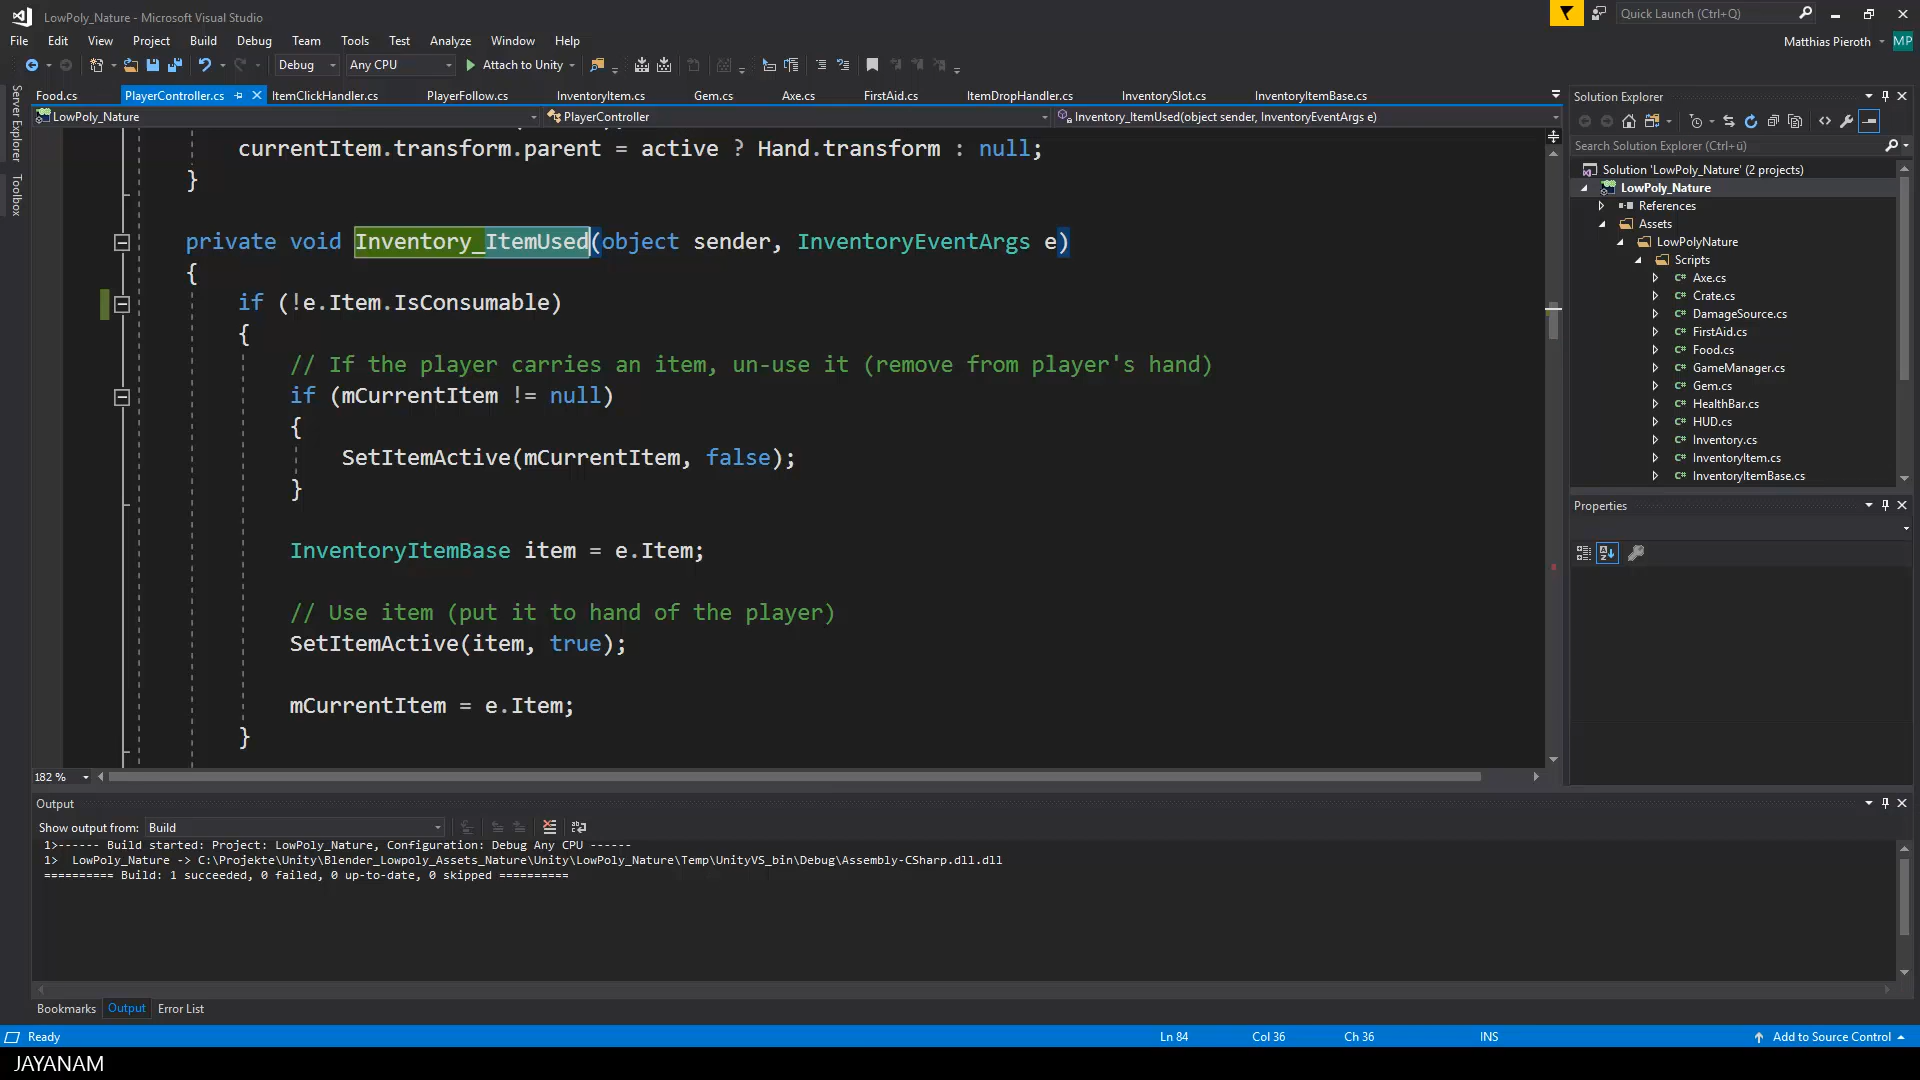 LowPoly_Nature - Microsoft Visual Studio
Quick Launch (Ctrl+Q)
File Edit View Project Build Debug Team Tools Test Analyze Window Help
Matthias Pieroth MP
Debug Any CPU Attach to Unity
Server Explorer
Toolbox
Food.cs PlayerController.cs ItemClickHandler.cs PlayerFollow.cs InventoryItem.cs Gem.cs Axe.cs FirstAid.cs ItemDropHandler.cs InventorySlot.cs InventoryItemBase.cs
LowPoly_Nature PlayerController Inventory_ItemUsed(object sender, InventoryEventArgs e)
currentItem.transform.parent = active ? Hand.transform : null;
}
private void Inventory_ItemUsed(object sender, InventoryEventArgs e)
{
if (!e.Item.IsConsumable)
{
// If the player carries an item, un-use it (remove from player's hand)
if (mCurrentItem != null)
{
SetItemActive(mCurrentItem, false);
}
InventoryItemBase item = e.Item;
// Use item (put it to hand of the player)
SetItemActive(item, true);
mCurrentItem = e.Item;
}
182 %
Solution Explorer
Search Solution Explorer (Ctrl+ü)
Solution 'LowPoly_Nature' (2 projects)
LowPoly_Nature
References
Assets
LowPolyNature
Scripts
C# Axe.cs
C# Crate.cs
C# DamageSource.cs
C# FirstAid.cs
C# Food.cs
C# GameManager.cs
C# Gem.cs
C# HealthBar.cs
C# HUD.cs
C# Inventory.cs
C# InventoryItem.cs
C# InventoryItemBase.cs
Properties
Output
Show output from: Build
1>------ Build started: Project: LowPoly_Nature, Configuration: Debug Any CPU ------
1>  LowPoly_Nature -> C:\Projekte\Unity\Blender_Lowpoly_Assets_Nature\Unity\LowPoly_Nature\Temp\UnityVS_bin\Debug\Assembly-CSharp.dll.dll
========== Build: 1 succeeded, 0 failed, 0 up-to-date, 0 skipped ==========
Bookmarks Output Error List
Ready Ln 84 Col 36 Ch 36 INS Add to Source Control
JAYANAM